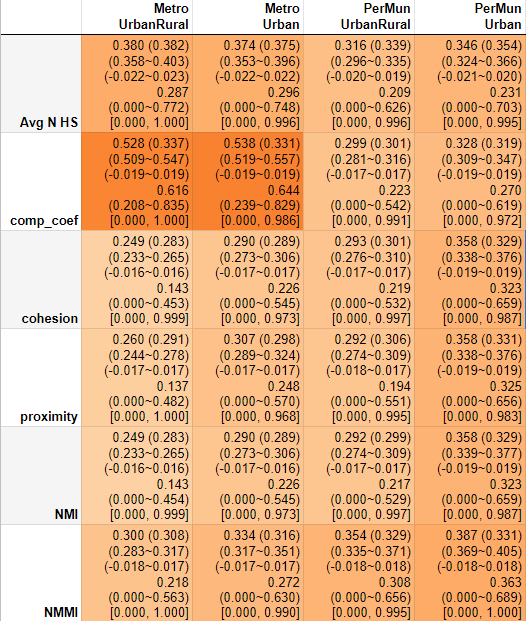 Metro UrbanRural Metro Urban PerMun UrbanRural PerMun Urban
0.380 (0.382) 0.374 (0.375) 0.316 (0.339) 0.346 (0.354)
(0.358~0.403) (0.353~0.396) (0.296~0.335) (0.324~0.366)
(-0.022~0.023) (-0.022~0.022) (-0.020~0.019) (-0.021~0.020)
0.287 0.296 0.209 0.231
(0.000~0.772) (0.000~0.748) (0.000~0.626) (0.000~0.703)
Avg N HS [0.000, 1.000] [0.000, 0.996] [0.000, 0.996] [0.000, 0.995]
0.528 (0.337) 0.538 (0.331) 0.299 (0.301) 0.328 (0.319)
(0.509~0.547) (0.519~0.557) (0.281~0.316) (0.309~0.347)
(-0.019~0.019) (-0.019~0.019) (-0.017~0.017) (-0.019~0.019)
0.616 0.644 0.223 0.270
(0.208~0.835) (0.239~0.829) (0.000~0.542) (0.000~0.619)
comp_coef [0.000, 1.000] [0.000, 0.986] [0.000, 0.991] [0.000, 0.972]
0.249 (0.283) 0.290 (0.289) 0.293 (0.301) 0.358 (0.329)
(0.233~0.265) (0.273~0.306) (0.276~0.310) (0.338~0.376)
(-0.016~0.016) (-0.017~0.017) (-0.017~0.017) (-0.019~0.019)
0.143 0.226 0.219 0.323
(0.000~0.453) (0.000~0.545) (0.000~0.532) (0.000~0.659)
cohesion [0.000, 0.999] [0.000, 0.973] [0.000, 0.997] [0.000, 0.987]
0.260 (0.291) 0.307 (0.298) 0.292 (0.306) 0.358 (0.331)
(0.244~0.278) (0.289~0.324) (0.274~0.309) (0.338~0.376)
(-0.017~0.017) (-0.017~0.017) (-0.018~0.017) (-0.019~0.019)
0.137 0.248 0.194 0.325
(0.000~0.482) (0.000~0.570) (0.000~0.551) (0.000~0.656)
proximity [0.000, 1.000] [0.000, 0.968] [0.000, 0.995] [0.000, 0.983]
0.249 (0.283) 0.290 (0.289) 0.292 (0.299) 0.358 (0.329)
(0.233~0.265) (0.273~0.306) (0.274~0.309) (0.339~0.377)
(-0.016~0.016) (-0.017~0.016) (-0.017~0.017) (-0.019~0.019)
0.143 0.226 0.217 0.323
(0.000~0.454) (0.000~0.545) (0.000~0.529) (0.000~0.659)
NMI [0.000, 0.999] [0.000, 0.973] [0.000, 0.997] [0.000, 0.987]
0.300 (0.308) 0.334 (0.316) 0.354 (0.329) 0.387 (0.331)
(0.283~0.317) (0.317~0.351) (0.335~0.371) (0.369~0.405)
(-0.018~0.017) (-0.017~0.017) (-0.018~0.018) (-0.018~0.018)
0.218 0.272 0.308 0.363
(0.000~0.563) (0.000~0.630) (0.000~0.656) (0.000~0.689)
NMMI [0.000, 1.000] [0.000, 0.990] [0.000, 0.995] [0.000, 1.000]